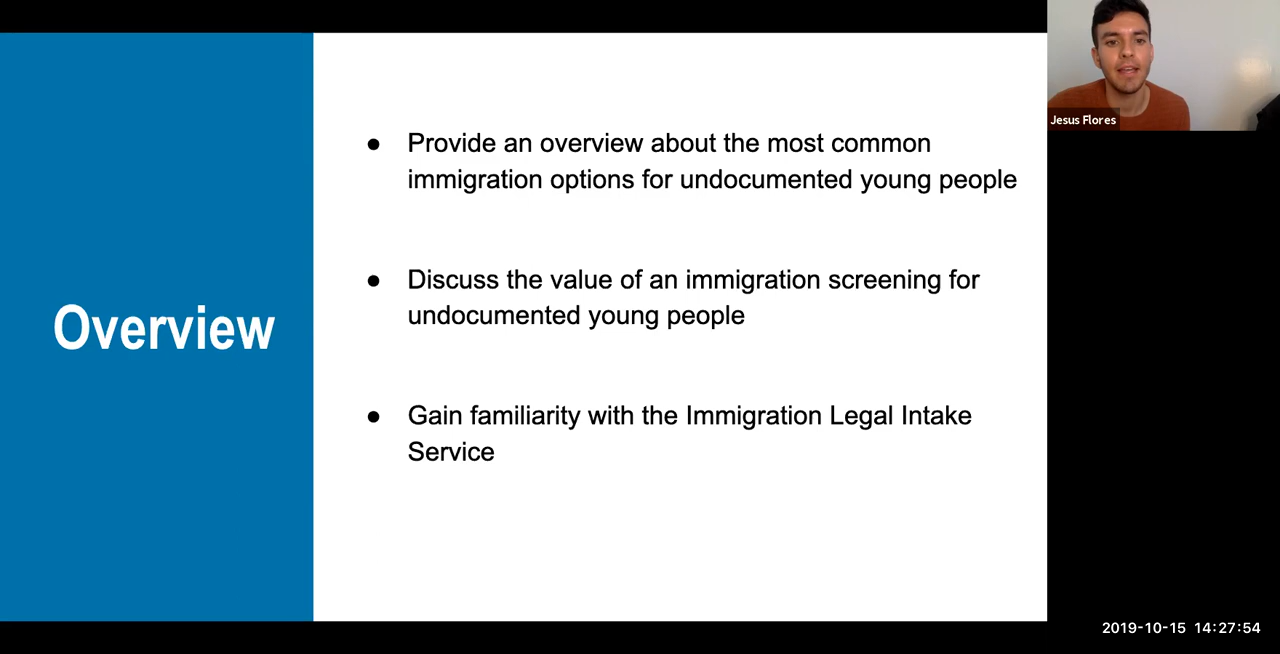 Overview
● Provide an overview about the most common
immigration options for undocumented young people
● Discuss the value of an immigration screening for
undocumented young people
● Gain familiarity with the Immigration Legal Intake
Service
Jesus Flores
2019-10-15 14:27:54